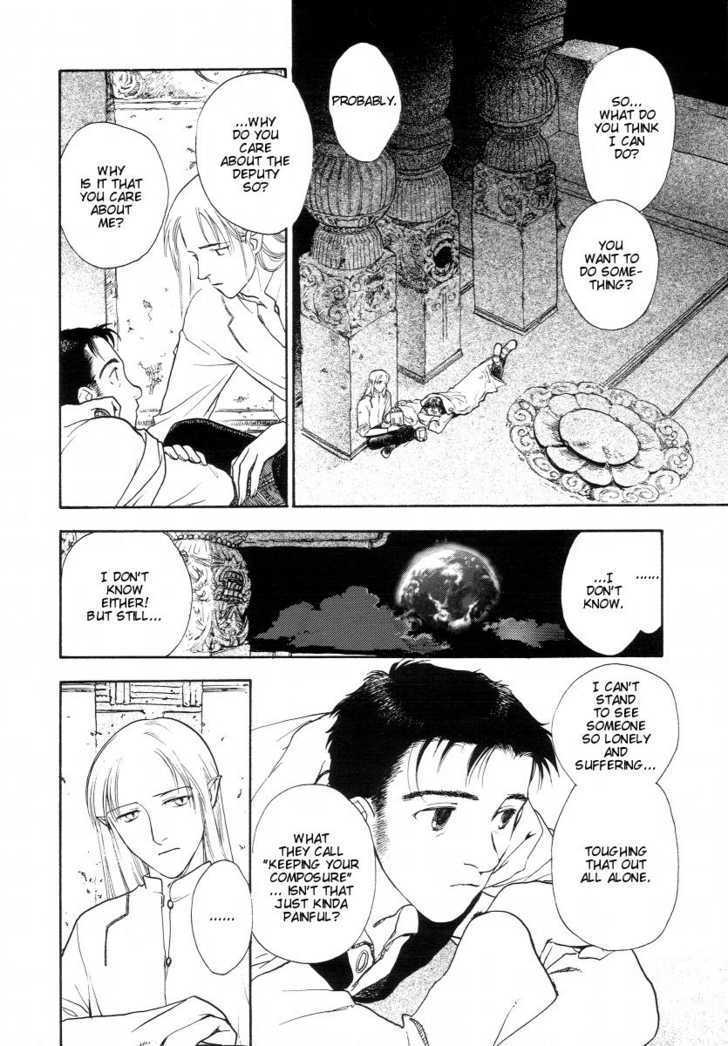 SO...
WHAT DO
YOU THINK
I CAN
DO?
YOU
WANT TO
DO SOME-
THING?
PROBABLY.
...WHY
DO YOU
CARE
ABOUT THE
DEPUTY
SO?
WHY
IS IT THAT
YOU CARE
ABOUT
ME?
......
...I
DON'T
KNOW.
I DON'T
KNOW
EITHER!
BUT STILL...
I CAN'T
STAND
TO SEE
SOMEONE
SO LONELY
AND
SUFFERING...
TOUGHING
THAT OUT
ALL ALONE.
WHAT
THEY CALL
"KEEPING YOUR
COMPOSURE"
... ISN'T THAT
JUST KINDA
PAINFUL?
......